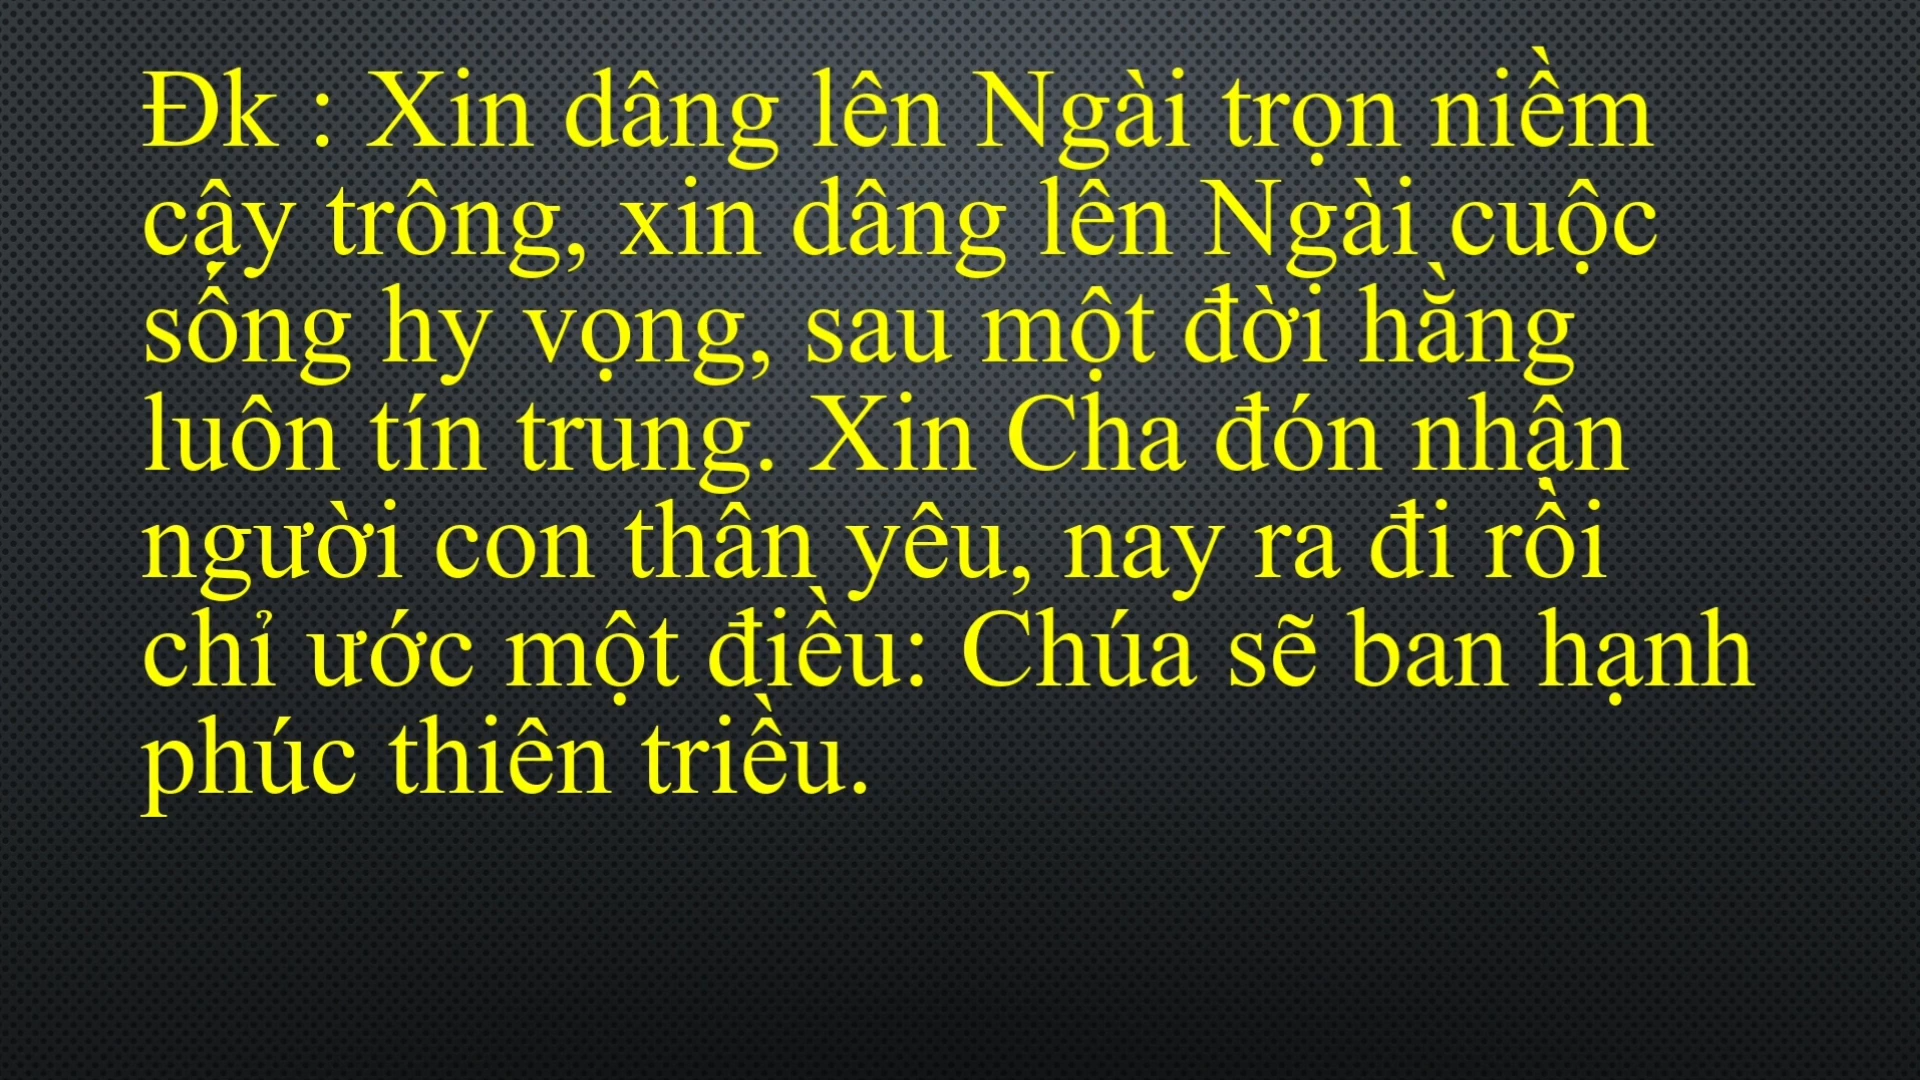 Đk : Xin dâng lên Ngài trọn niềm
cậy trông, xin dâng lên Ngài cuộc
sống hy vọng, sau một đời hằng
luôn tín trung. Xin Cha đón nhận
người con thân yêu, nay ra đi rồi
chỉ ước một điều: Chúa sẽ ban hạnh
phúc thiên triều.